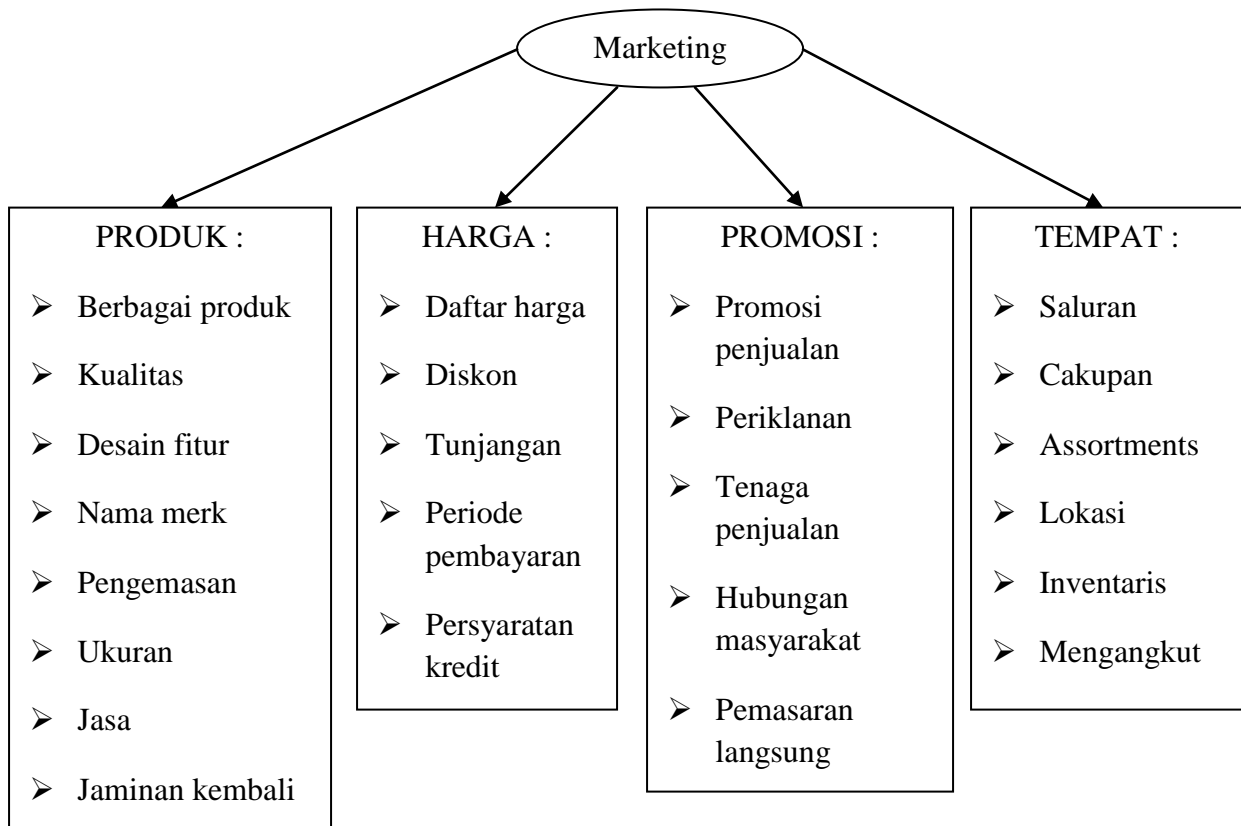 Marketing
PRODUK :
Berbagai produk
Kualitas
Desain fitur
Nama merk
Pengemasan
Ukuran
Jasa
Jaminan kembali
HARGA :
Daftar harga
Diskon
Tunjangan
Periode
pembayaran
Persyaratan
kredit
PROMOSI :
Promosi
penjualan
Periklanan
Tenaga
penjualan
Hubungan
masyarakat
Pemasaran
langsung
TEMPAT :
Saluran
Cakupan
Assortments
Lokasi
Inventaris
Mengangkut